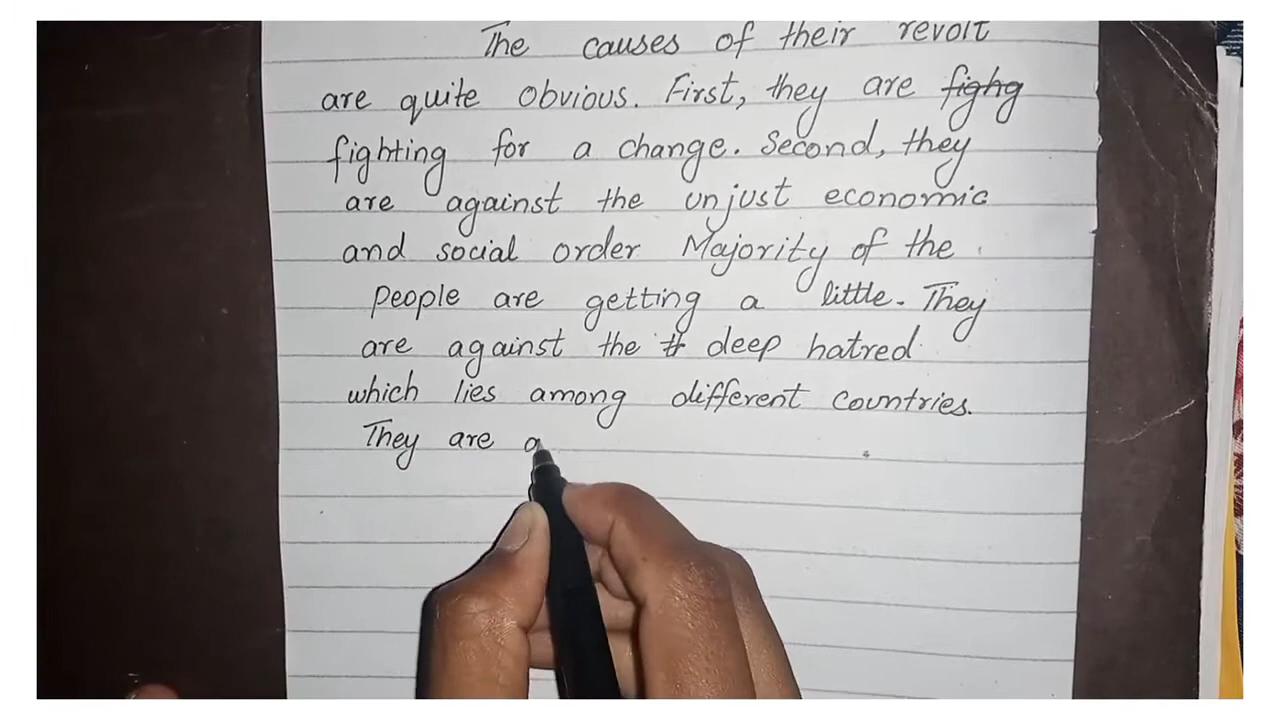 The causes of their revolt
are quite obvious. First, they are fighg
fighting for a change. Second, they
are against the unjust economic
and social order Majority of the
People are getting a little. They
are against the deep hatred
which lies among different countries.
They are a